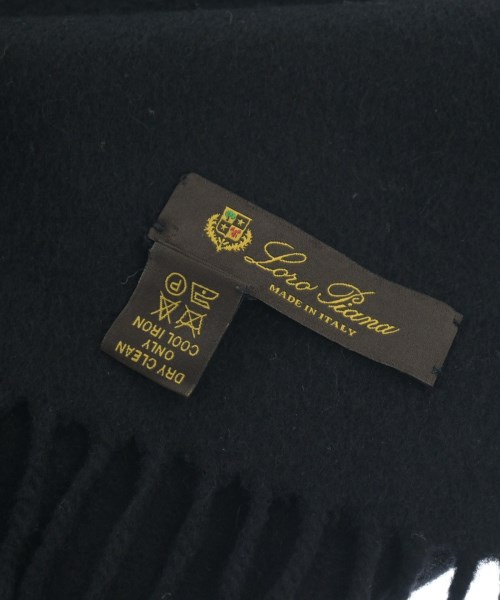 Loro Piana
MADE IN ITALY
P
DRY CLEAN
ONLY
COOL IRON